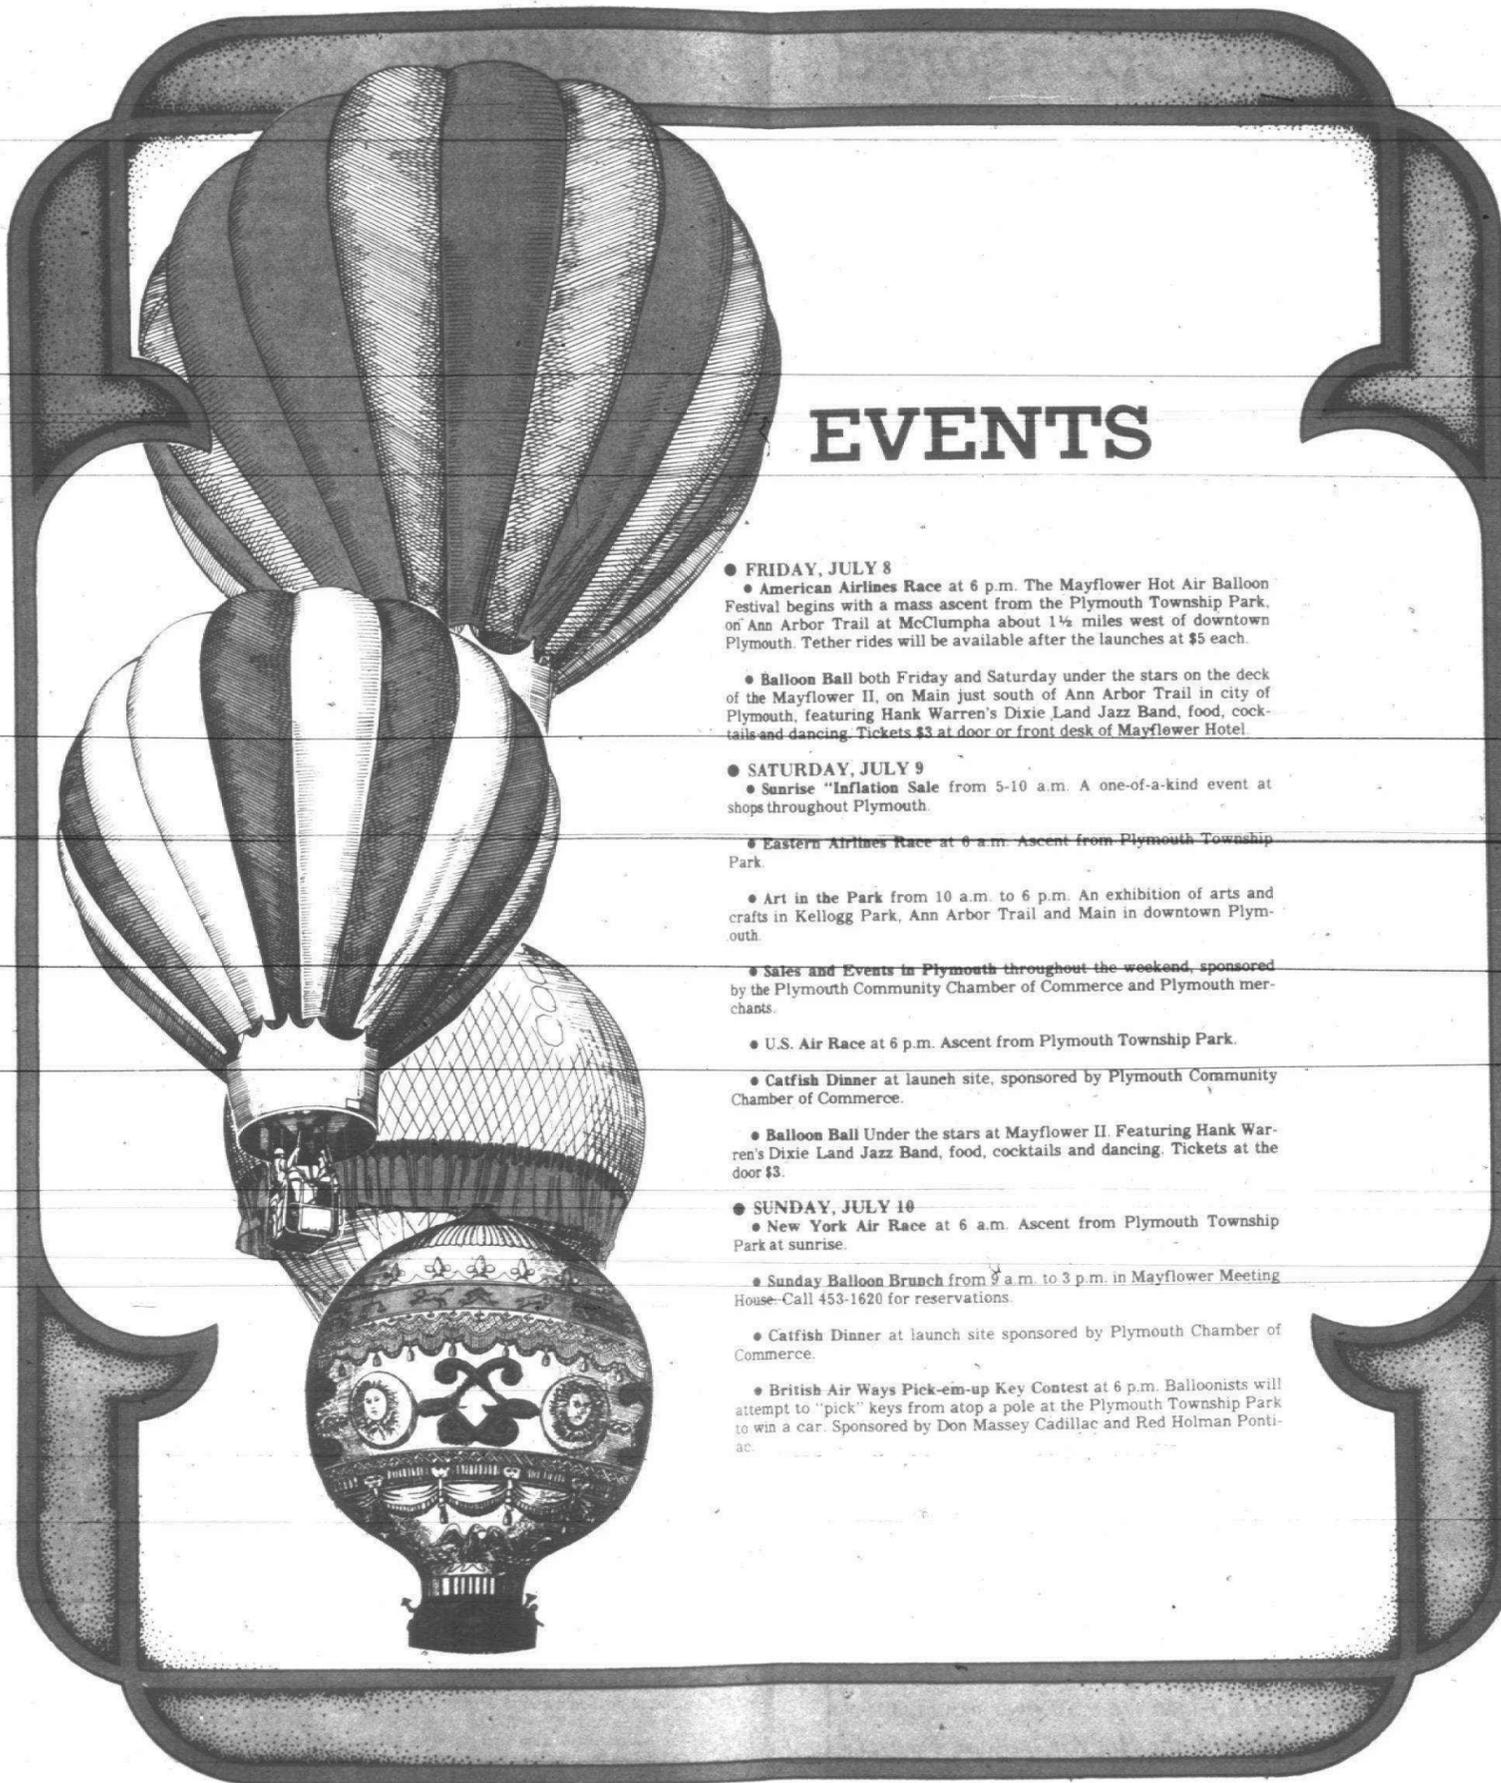 EVENTS
● FRIDAY, JULY 8
● American Airlines Race at 6 p.m. The Mayflower Hot Air Balloon
Festival begins with a mass ascent from the Plymouth Township Park,
on Ann Arbor Trail at McClumpha about 1½ miles west of downtown
Plymouth. Tether rides will be available after the launches at $5 each.
● Balloon Ball both Friday and Saturday under the stars on the deck
of the Mayflower II, on Main just south of Ann Arbor Trail in city of
Plymouth, featuring Hank Warren's Dixie Land Jazz Band, food, cock-
tails and dancing. Tickets $3 at door or front desk of Mayflower Hotel.
● SATURDAY, JULY 9
● Sunrise "Inflation Sale from 5-10 a.m. A one-of-a-kind event at
shops throughout Plymouth.
● Eastern Airlines Race at 6 a.m. Ascent from Plymouth Township
Park.
● Art in the Park from 10 a.m. to 6 p.m. An exhibition of arts and
crafts in Kellogg Park, Ann Arbor Trail and Main in downtown Plym-
outh.
● Sales and Events in Plymouth throughout the weekend, sponsored
by the Plymouth Community Chamber of Commerce and Plymouth mer-
chants.
● U.S. Air Race at 6 p.m. Ascent from Plymouth Township Park.
● Catfish Dinner at launch site, sponsored by Plymouth Community
Chamber of Commerce.
● Balloon Ball Under the stars at Mayflower II. Featuring Hank War-
ren's Dixie Land Jazz Band, food, cocktails and dancing. Tickets at the
door $3.
● SUNDAY, JULY 10
● New York Air Race at 6 a.m. Ascent from Plymouth Township
Park at sunrise.
● Sunday Balloon Brunch from 9 a.m. to 3 p.m. in Mayflower Meeting
House. Call 453-1620 for reservations.
● Catfish Dinner at launch site sponsored by Plymouth Chamber of
Commerce.
● British Air Ways Pick-em-up Key Contest at 6 p.m. Balloonists will
attempt to "pick" keys from atop a pole at the Plymouth Township Park
to win a car. Sponsored by Don Massey Cadillac and Red Holman Ponti-
ac.